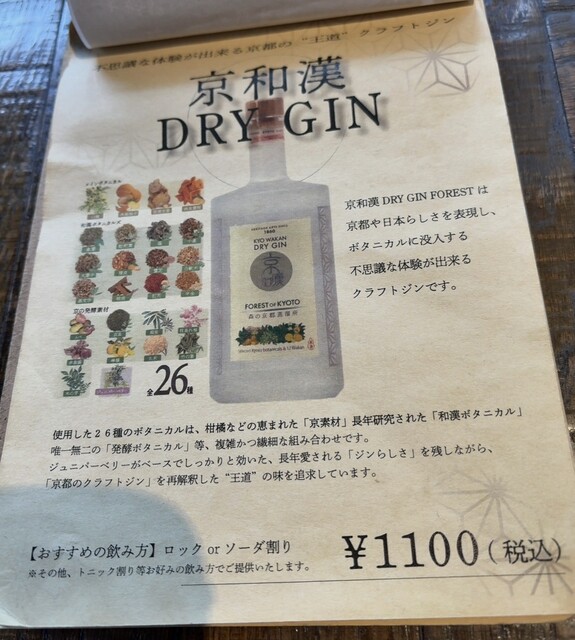 不思議な体験が出来る京都の "王道" クラフトジン
京和漢
DRY GIN
京和漢 DRY GIN FOREST は
京都や日本らしさを表現し、
ボタニカルに没入する
不思議な体験が出来る
クラフトジンです。
KYO WAKAN
DRY GIN
FOREST OF KYOTO
森の京都蒸溜所
全26種
使用した26種のボタニカルは、柑橘などの恵まれた「京素材」長年研究された「和漢ボタニカル」
唯一無二の「発酵ボタニカル」等、複雑かつ繊細な組み合わせです。
ジュニパーベリーがベースでしっかりと効いた、長年愛される「ジンらしさ」を残しながら、
「京都のクラフトジン」を再解釈した "王道" の味を追求しています。
【おすすめの飲み方】ロック or ソーダ割り
¥1100(税込)
※その他、トニック割り等お好みの飲み方でご提供いたします。